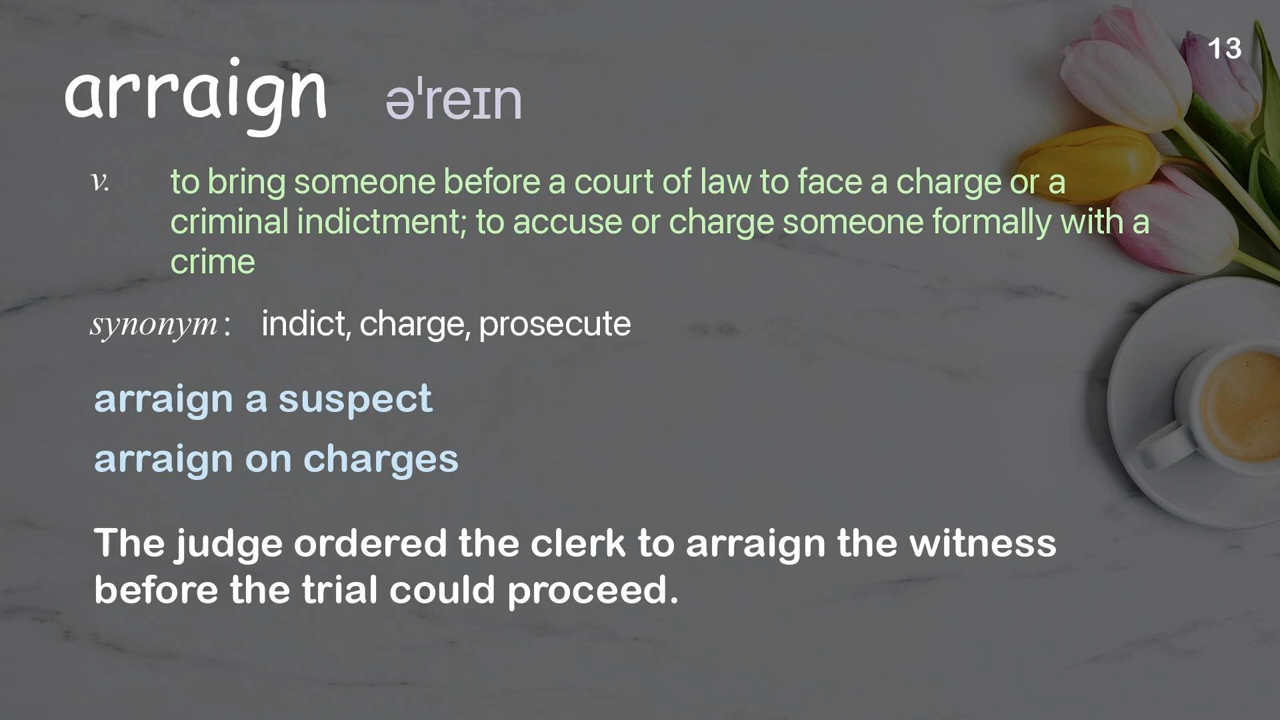 13
arraign əˈreɪn
v. to bring someone before a court of law to face a charge or a
criminal indictment; to accuse or charge someone formally with a
crime
synonym: indict, charge, prosecute
arraign a suspect
arraign on charges
The judge ordered the clerk to arraign the witness
before the trial could proceed.